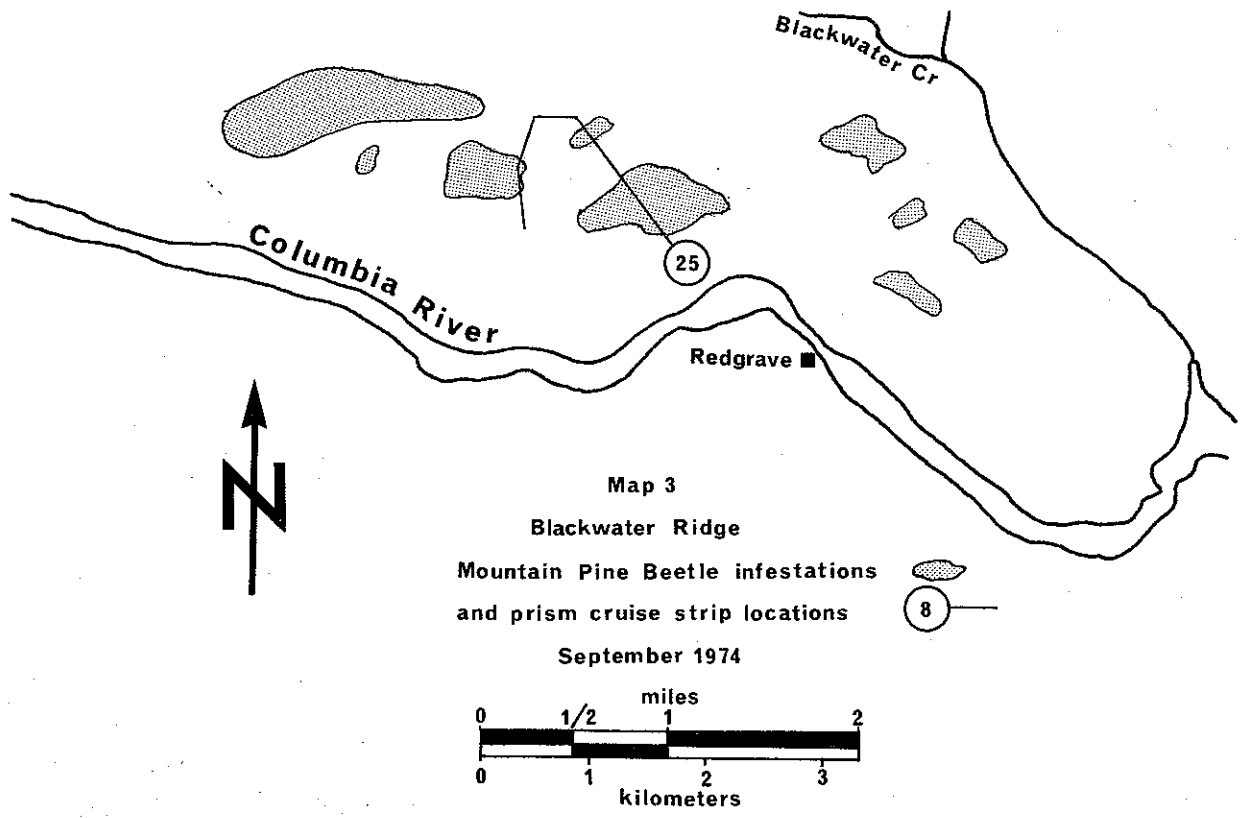 Blackwater Cr
25
Columbia River
Redgrave
N
Map 3
Blackwater Ridge
Mountain Pine Beetle infestations
and prism cruise strip locations
8
September 1974
miles
0 1/2 1 2
0 1 2 3
kilometers